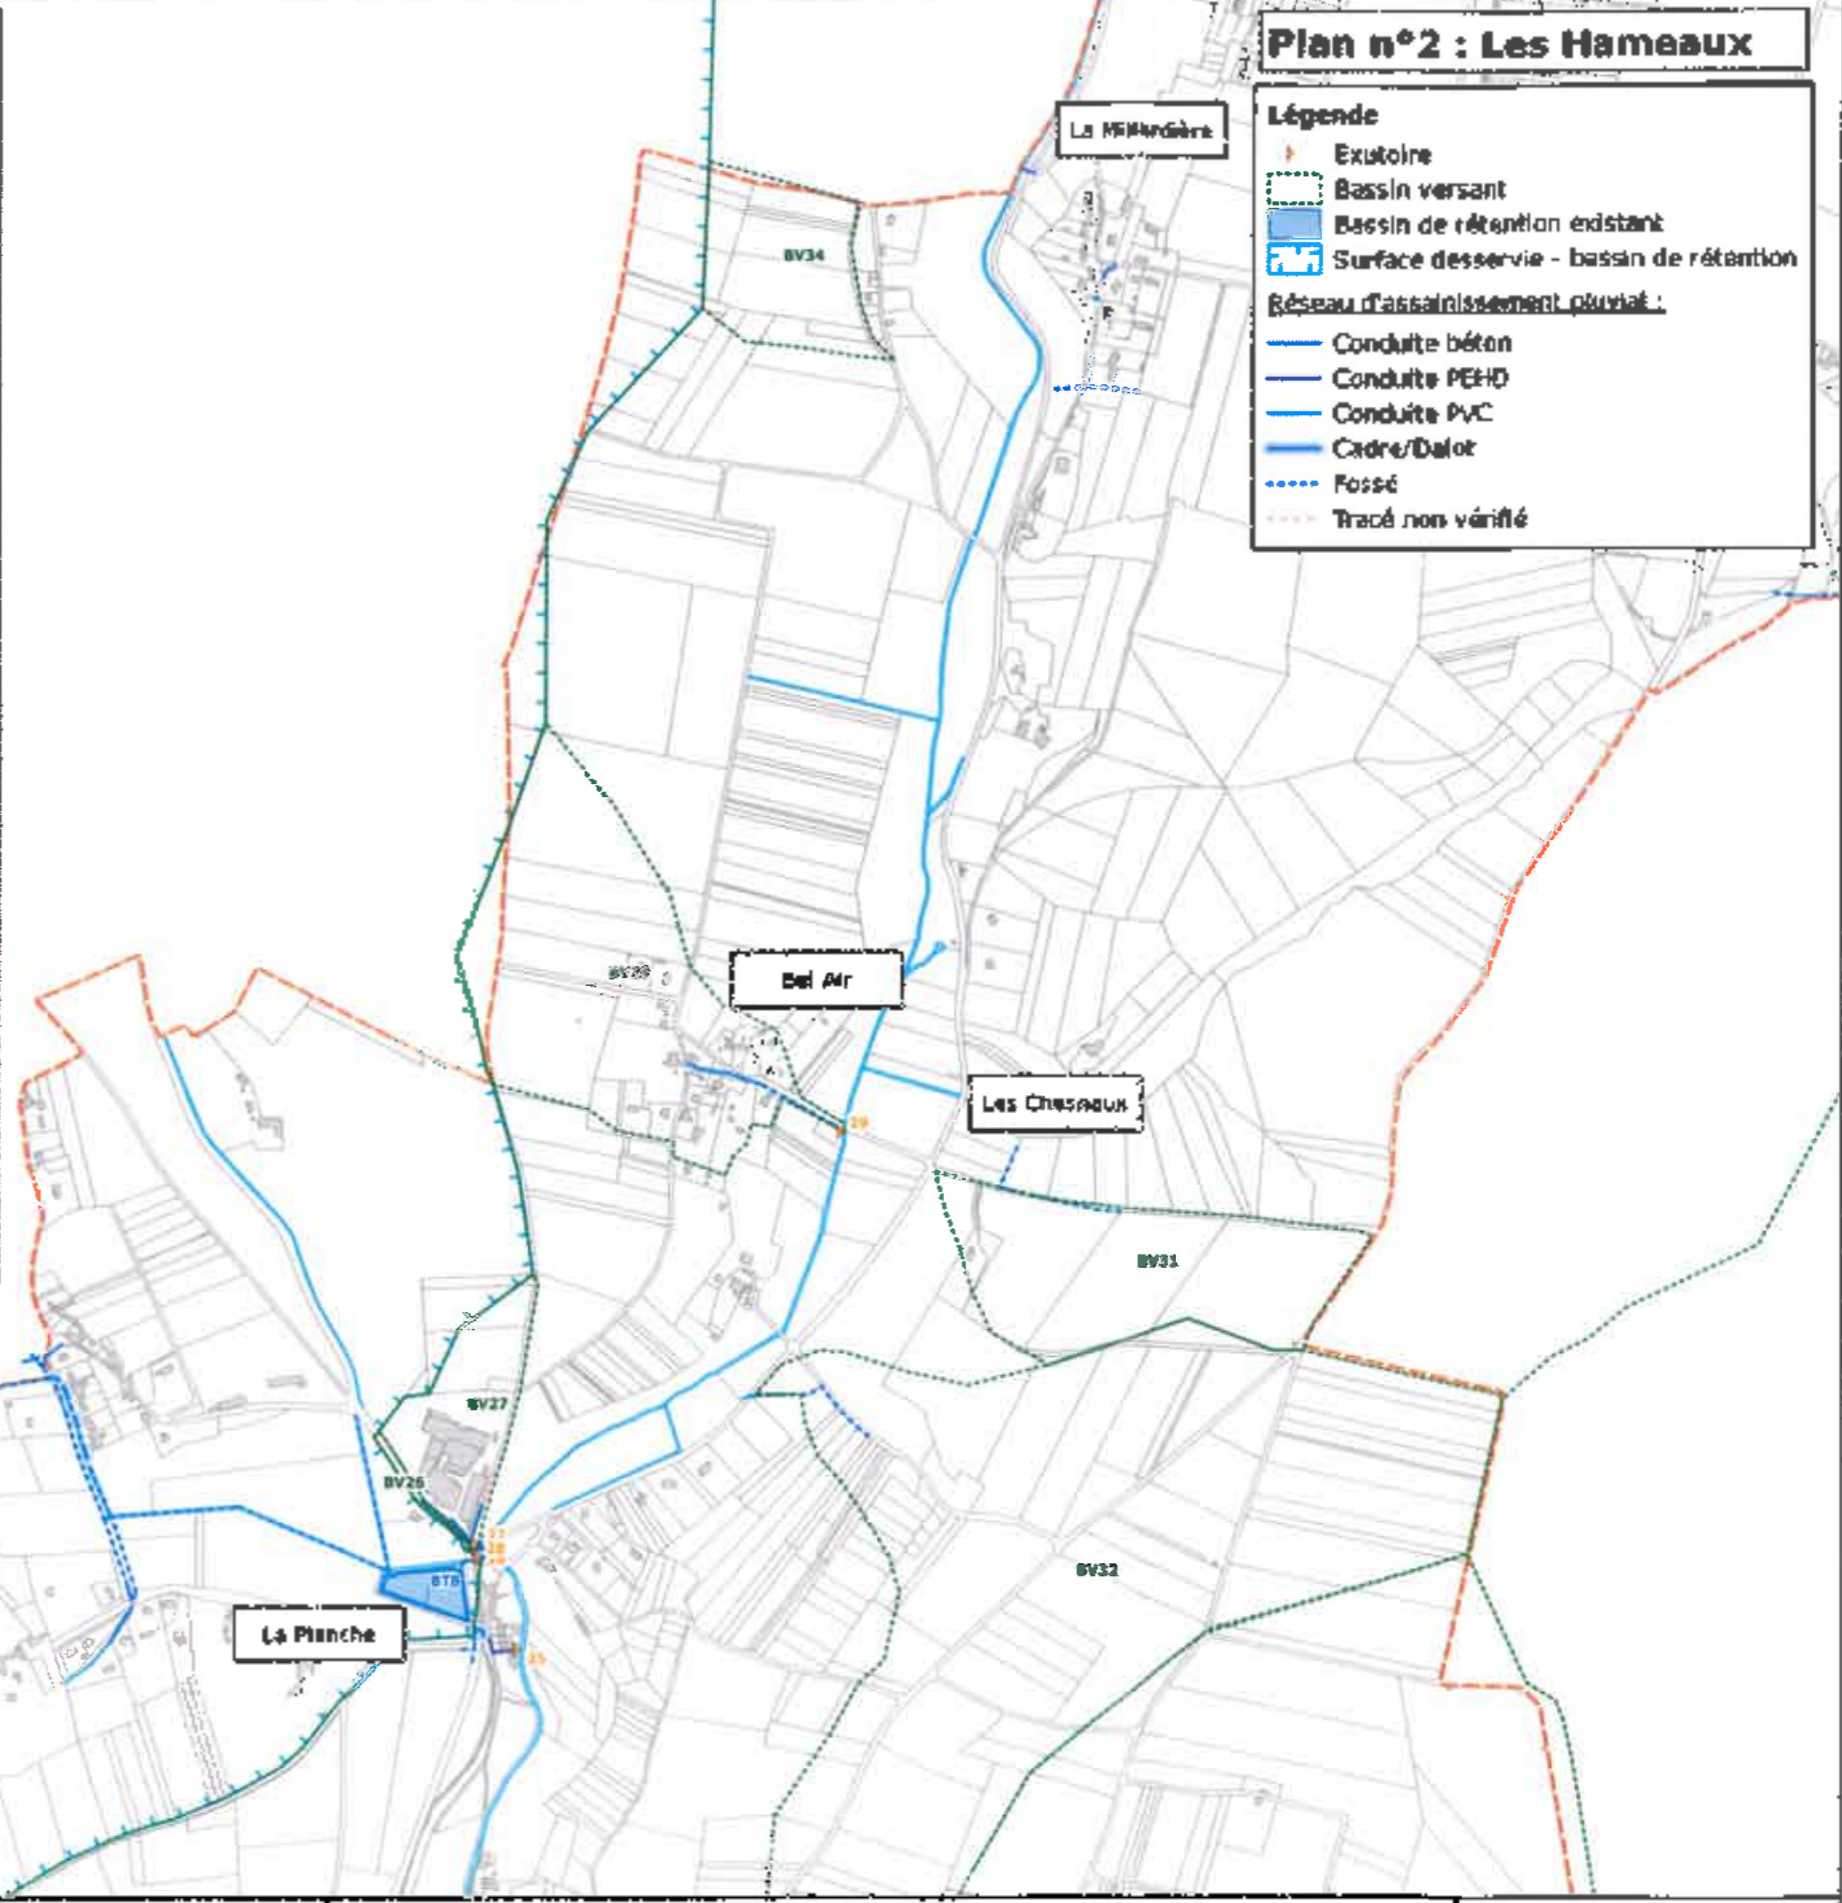 Plan n°2 : Les Hameaux
Légende
Exutoire
Bassin versant
Bassin de rétention existant
Surface desservie - bassin de rétention
Réseau d'assainissement pluvial :
Conduite béton
Conduite PEHD
Conduite PVC
Cadre/Dalot
Fossé
Tracé non vérifié
BV34
Bel Air
29
Les Chesnaux
BV31
BV27
BV26
BV32
La Planche
25